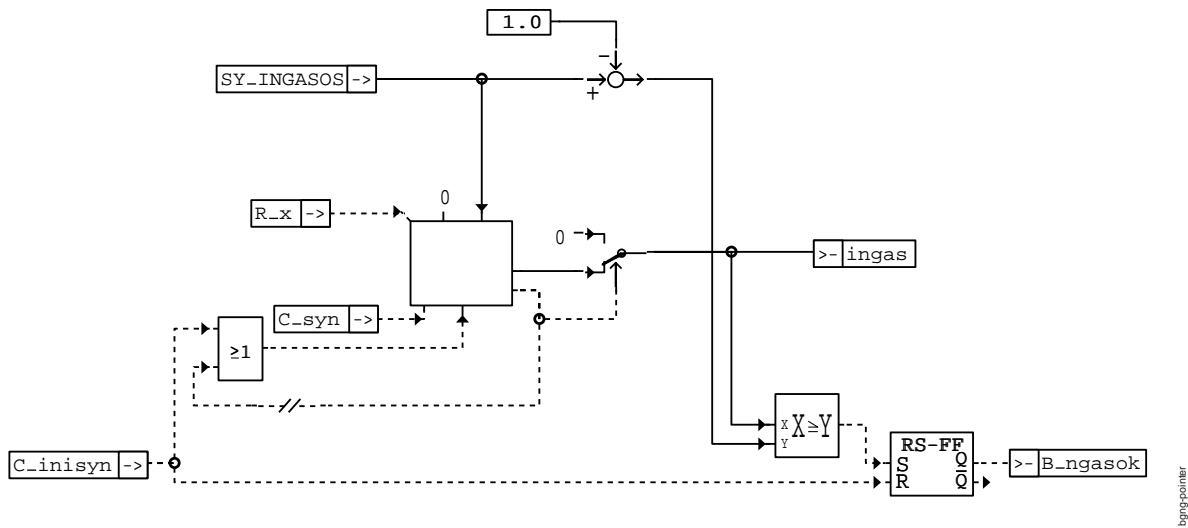 1.0
−
SY_INGASOS ->
+
0
R_x ->
0
>- ingas
C_syn ->
≥1
X X≥Y
Y
RS-FF
C_inisyn ->
S Q
>- B_ngasok
R Q̅
bgng-pointer